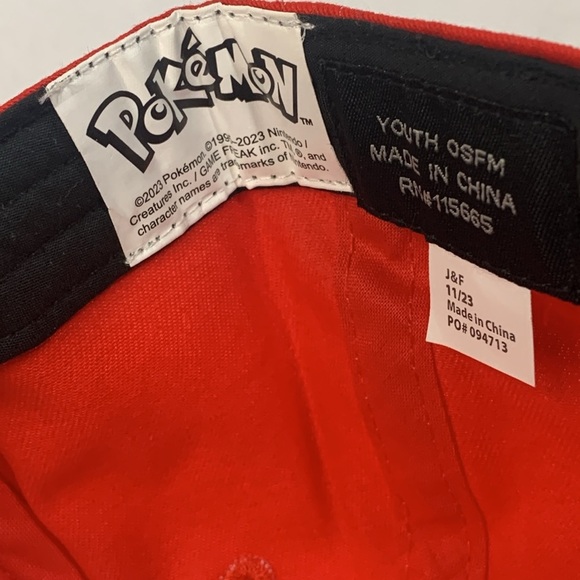 POKéMON™
©2023 Pokémon. ©1995-2023 Nintendo /
Creatures Inc. / GAME FREAK inc. TM, ®, and
character names are trademarks of Nintendo.
YOUTH OSFM
MADE IN CHINA
RN#115665
J&F
11/23
Made in China
PO# 094713